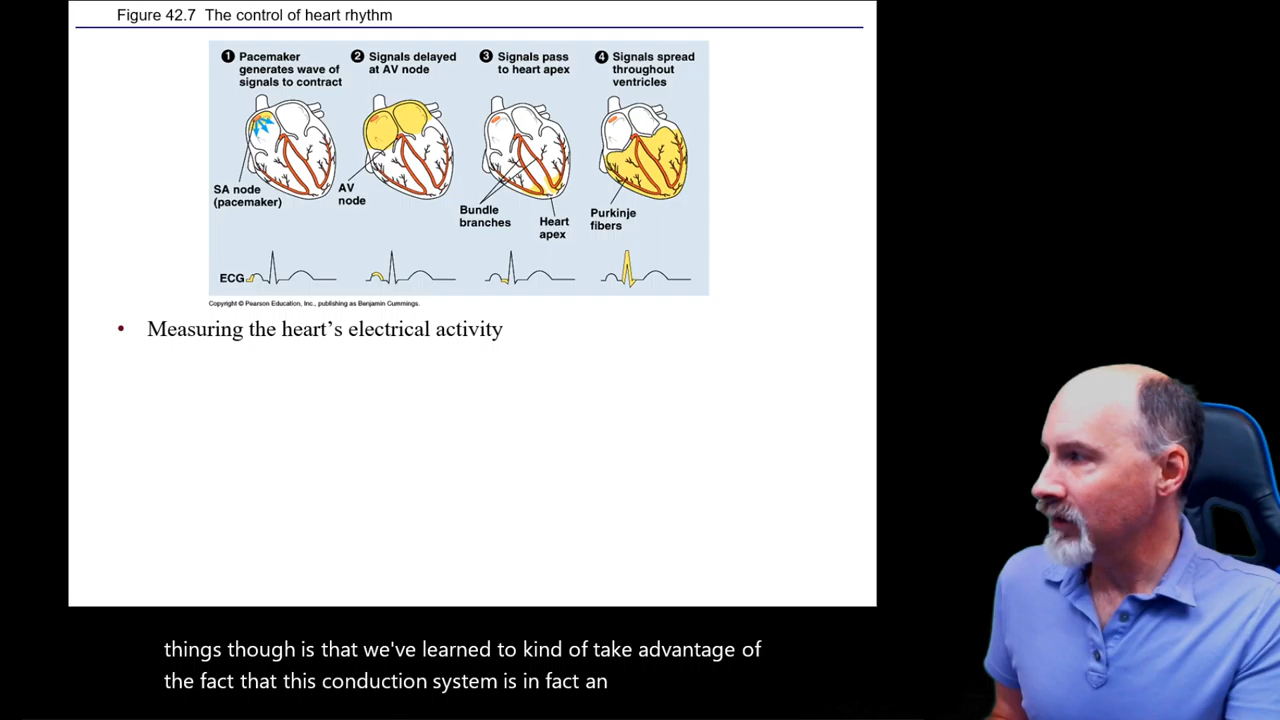 Figure 42.7 The control of heart rhythm
1 Pacemaker
generates wave of
signals to contract
2 Signals delayed
at AV node
3 Signals pass
to heart apex
4 Signals spread
throughout
ventricles
SA node
(pacemaker)
AV
node
Bundle
branches
Heart
apex
Purkinje
fibers
ECG
Copyright © Pearson Education, Inc., publishing as Benjamin Cummings.
• Measuring the heart’s electrical activity
things though is that we've learned to kind of take advantage of
the fact that this conduction system is in fact an